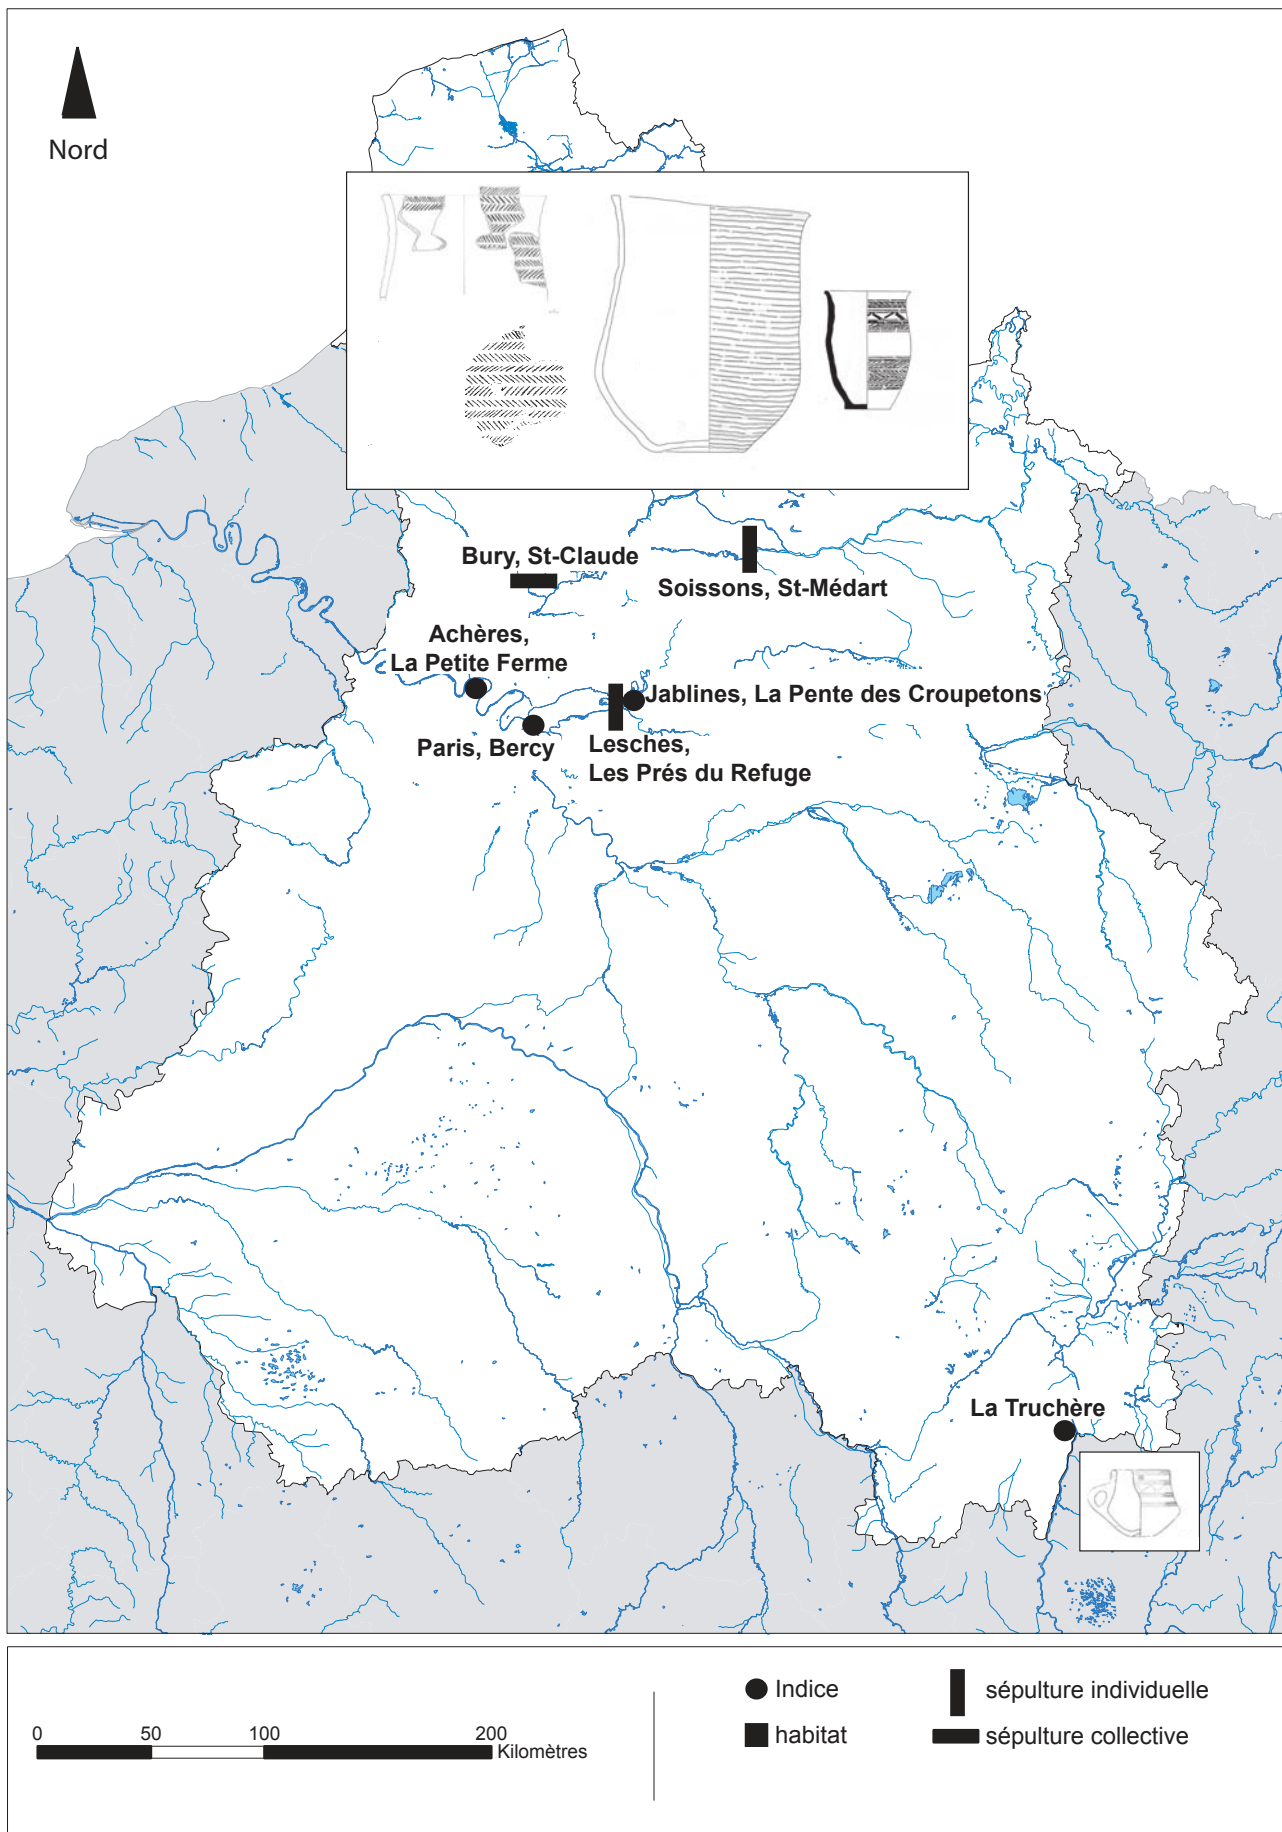 Nord
Bury, St-Claude
Soissons, St-Médart
Achères,
La Petite Ferme
Jablines, La Pente des Croupetons
Paris, Bercy
Lesches,
Les Prés du Refuge
La Truchère
0 50 100 200
Kilomètres
Indice
habitat
sépulture individuelle
sépulture collective